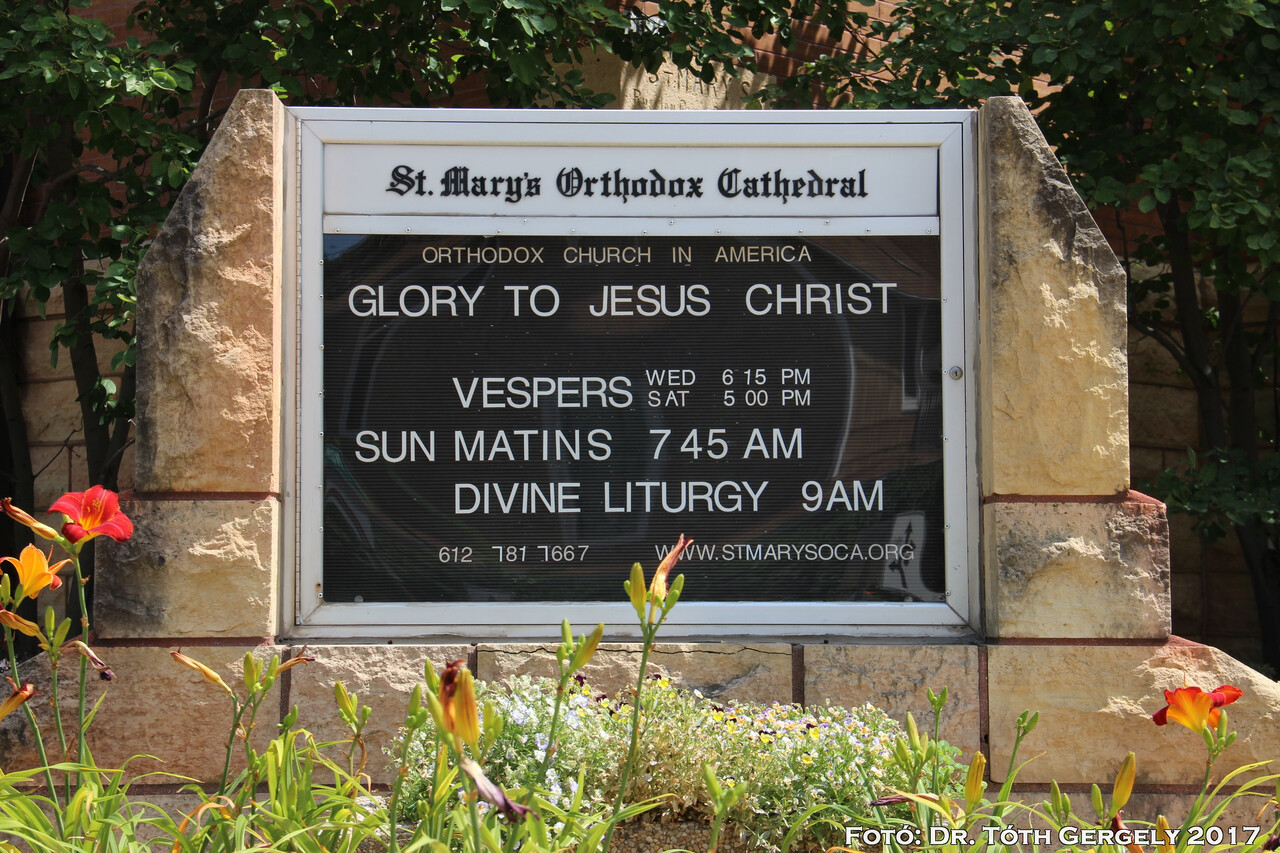 St. Mary's Orthodox Cathedral
ORTHODOX CHURCH IN AMERICA
GLORY TO JESUS CHRIST
VESPERS WED 6 15 PM
SAT 5 00 PM
SUN MATINS 7 45 AM
DIVINE LITURGY 9AM
612 781 7667 WWW.STMARYSOCA.ORG
FOTÓ: DR. TÓTH GERGELY 2017